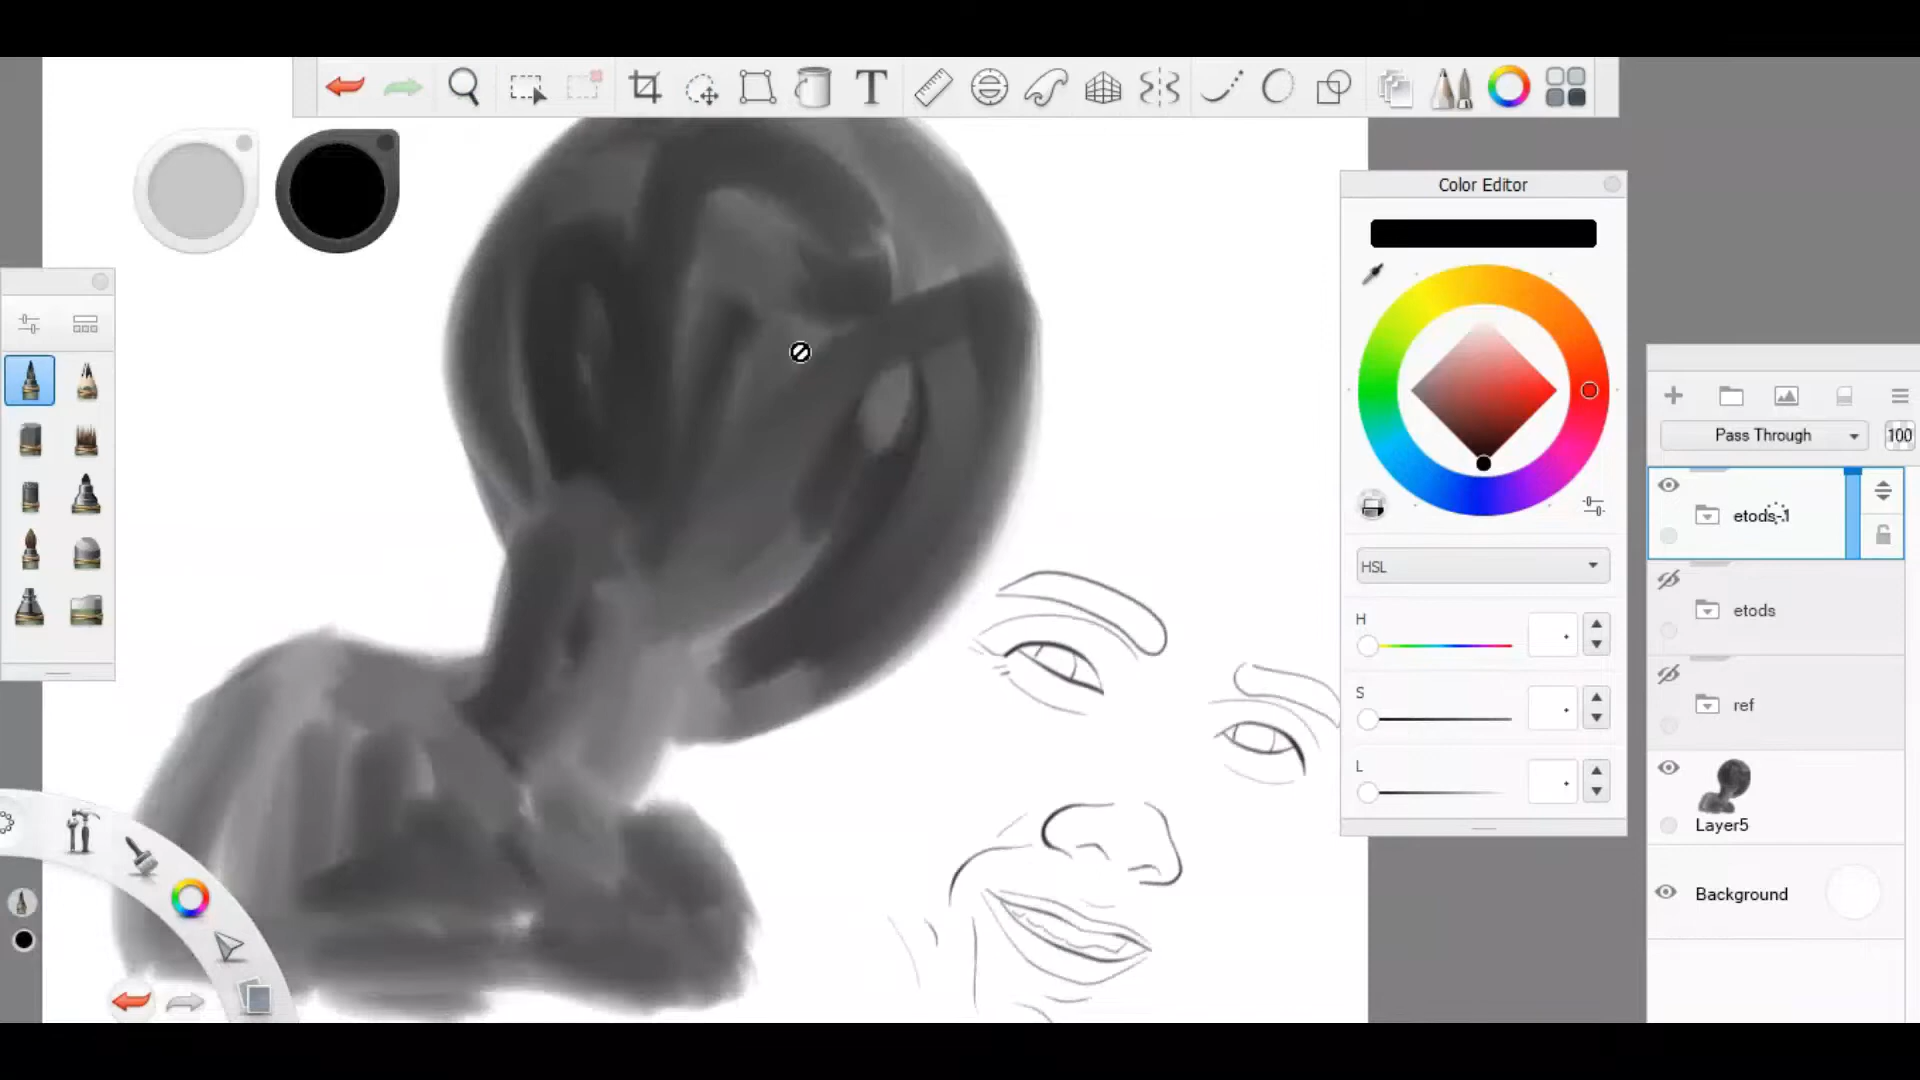 T
Color Editor
HSL
H
S
L
Pass Through
100
etods-1
etods
ref
Layer5
Background